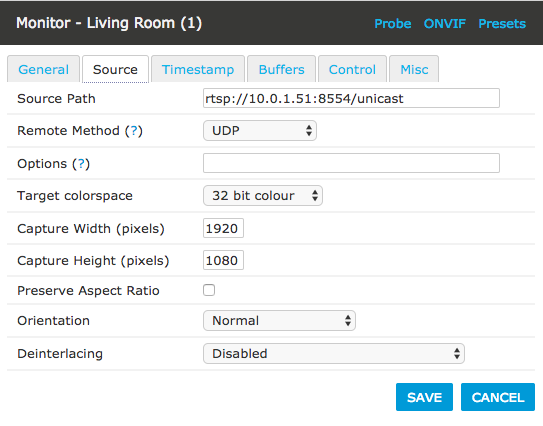 Monitor - Living Room (1) Probe ONVIF Presets
General Source Timestamp Buffers Control Misc
Source Path rtsp://10.0.1.51:8554/unicast
Remote Method (?) UDP
Options (?)
Target colorspace 32 bit colour
Capture Width (pixels) 1920
Capture Height (pixels) 1080
Preserve Aspect Ratio
Orientation Normal
Deinterlacing Disabled
SAVE CANCEL